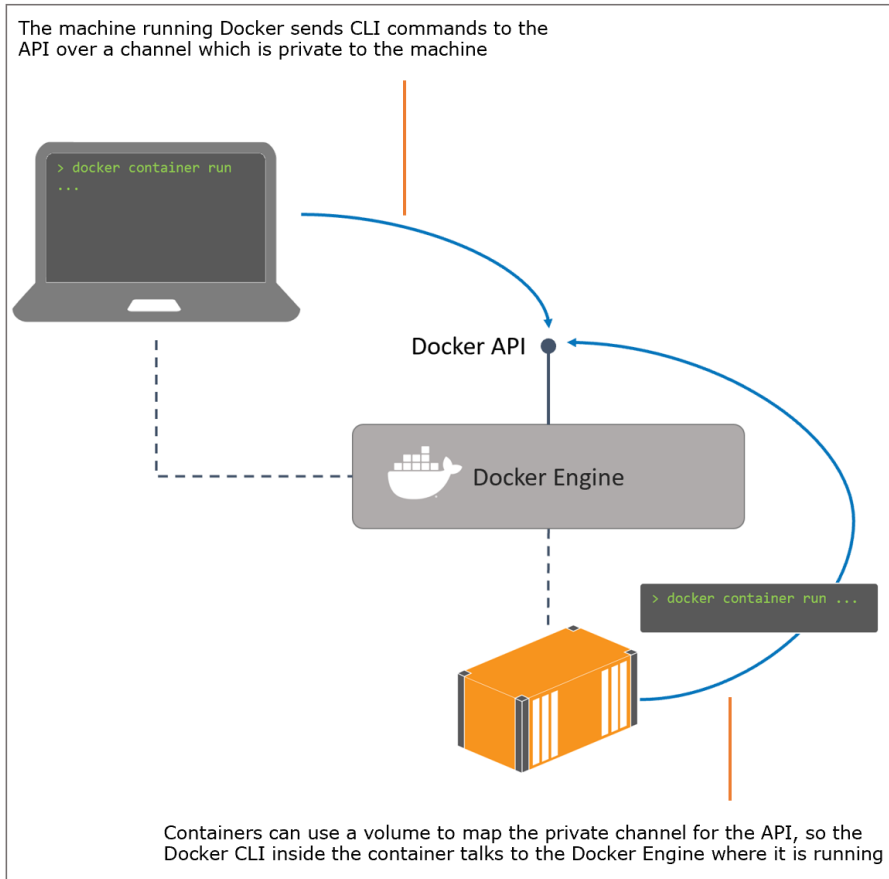 The machine running Docker sends CLI commands to the
API over a channel which is private to the machine
> docker container run
...
Docker API
Docker Engine
> docker container run ...
Containers can use a volume to map the private channel for the API, so the
Docker CLI inside the container talks to the Docker Engine where it is running